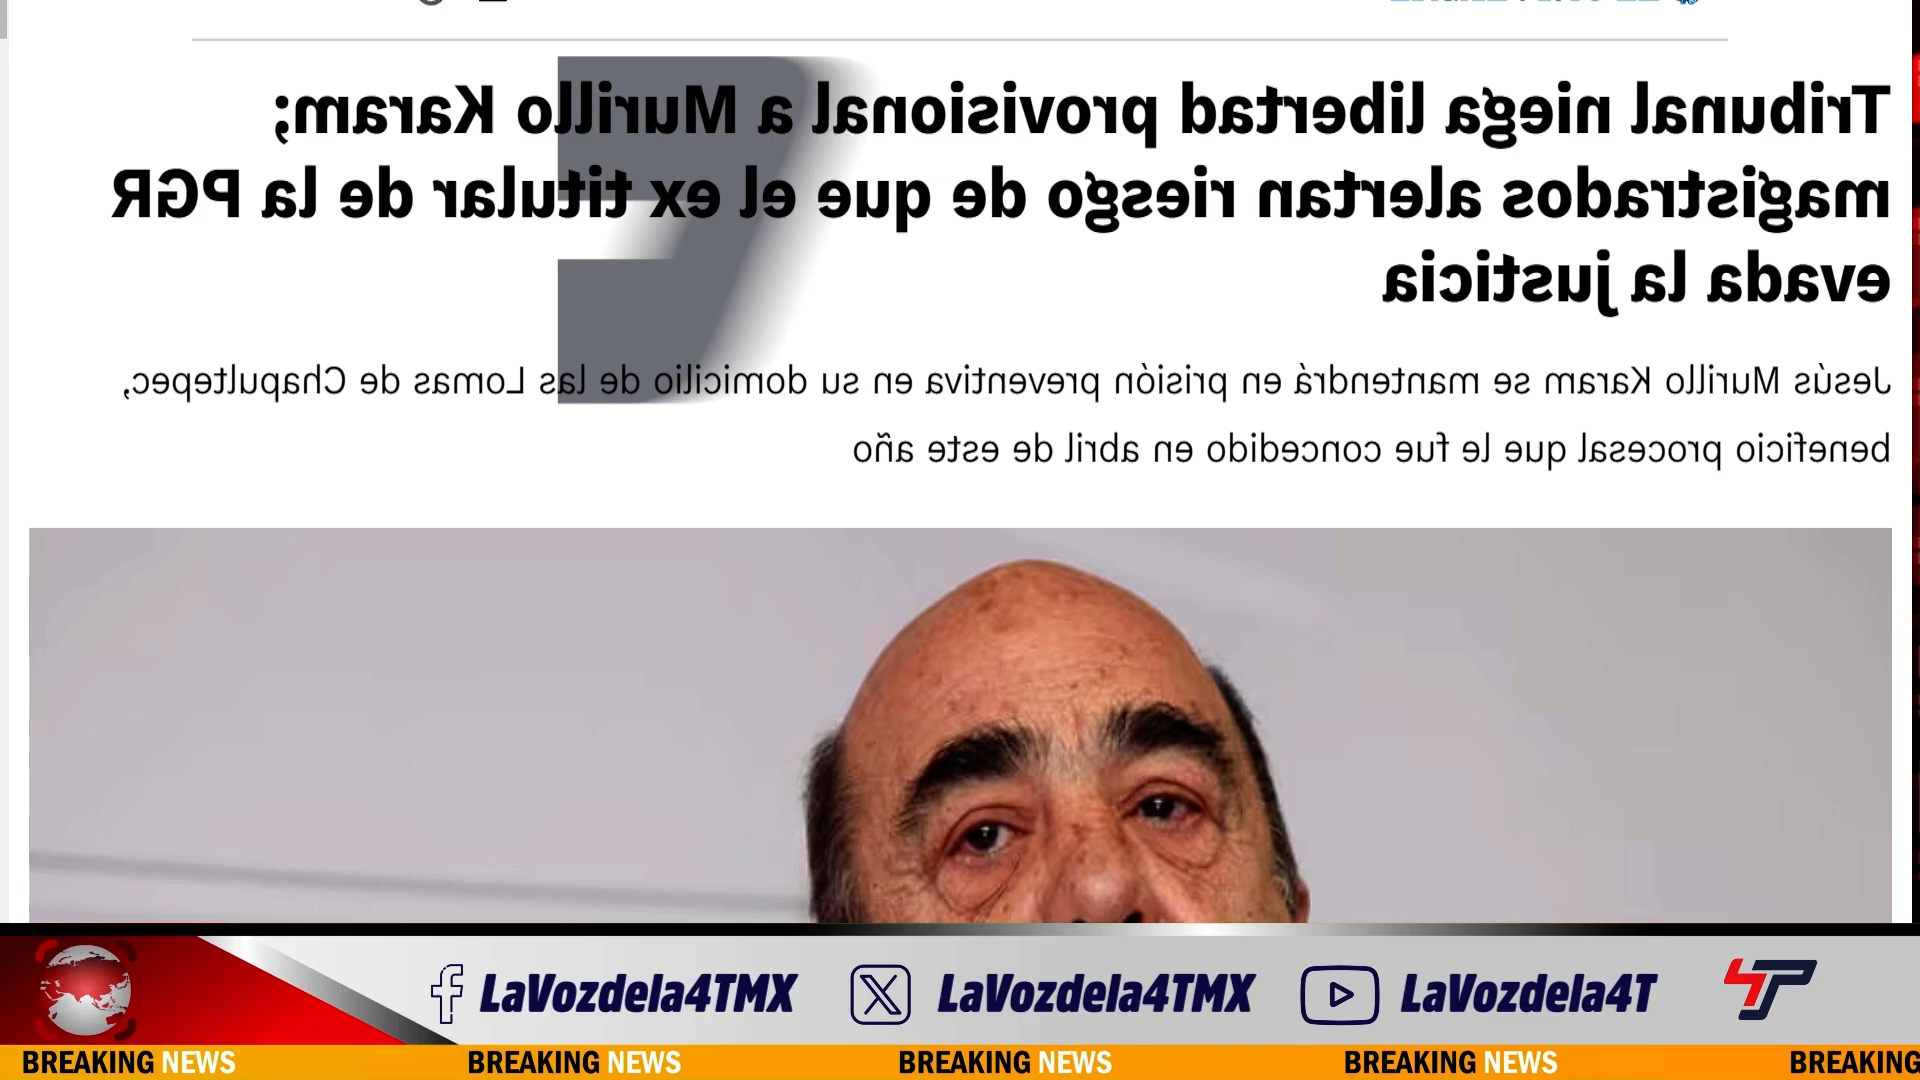 Tribunal niega libertad provisional a Murillo Karam;
magistrados alertan riesgo de que el ex titular de la PGR
evada la justicia
Jesús Murillo Karam se mantendrá en prisión preventiva en su domicilio de las Lomas de Chapultepec,
beneficio procesal que le fue concedido en abril de este año
LaVozdela4TMX LaVozdela4TMX LaVozdela4T 4P
BREAKING NEWS BREAKING NEWS BREAKING NEWS BREAKING NEWS BREAKING